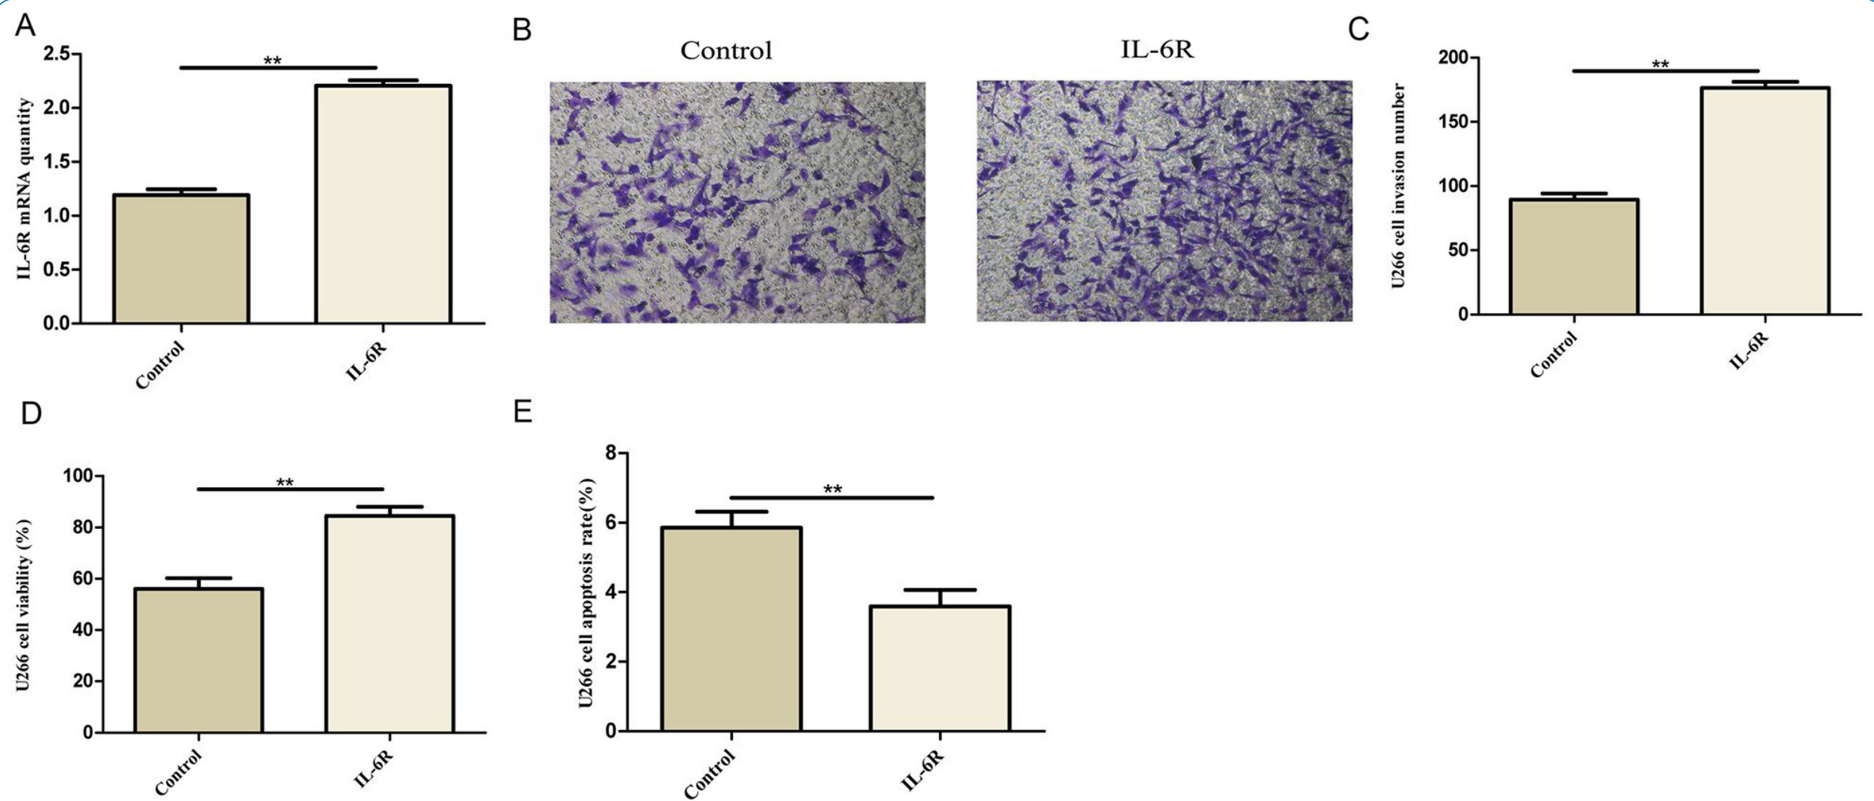 A
IL-6R mRNA quantity
2.5
2.0
1.5
1.0
0.5
0.0
**
Control
IL-6R
B
Control
IL-6R
C
U266 cell invasion number
200
150
100
50
0
**
Control
IL-6R
D
U266 cell viability (%)
100
80
60
40
20
0
**
Control
IL-6R
E
U266 cell apoptosis rate(%)
8
6
4
2
0
**
Control
IL-6R